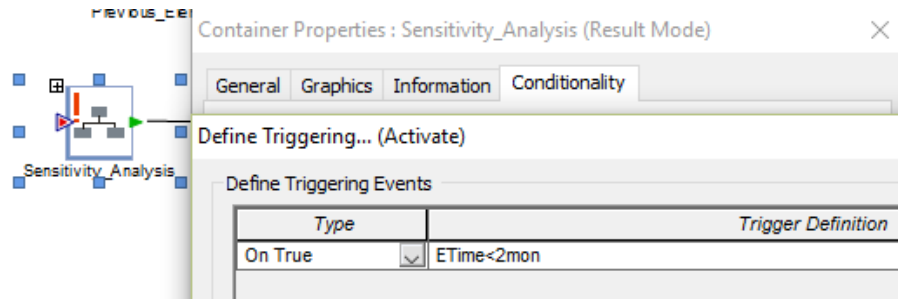 Container Properties : Sensitivity_Analysis (Result Mode)
General Graphics Information Conditionality
Define Triggering... (Activate)
Sensitivity_Analysis
Define Triggering Events
Type Trigger Definition
On True ETime<2mon